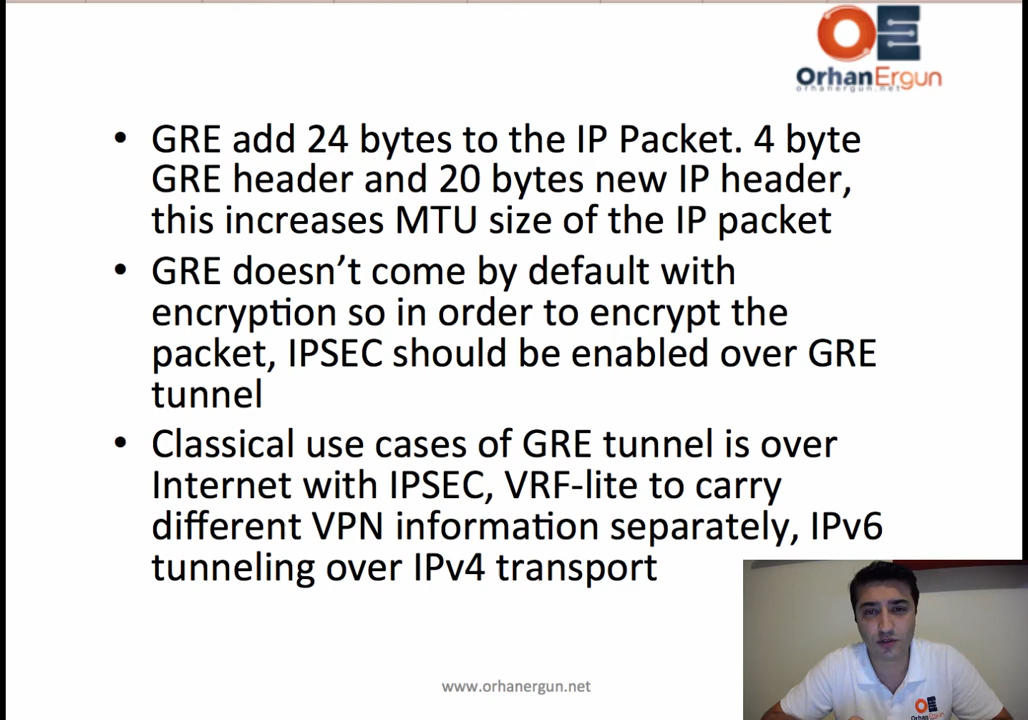 OE
OrhanErgun
orhanergun.net
• GRE add 24 bytes to the IP Packet. 4 byte
GRE header and 20 bytes new IP header,
this increases MTU size of the IP packet
• GRE doesn’t come by default with
encryption so in order to encrypt the
packet, IPSEC should be enabled over GRE
tunnel
• Classical use cases of GRE tunnel is over
Internet with IPSEC, VRF-lite to carry
different VPN information separately, IPv6
tunneling over IPv4 transport
www.orhanergun.net
OE
OrhanErgun